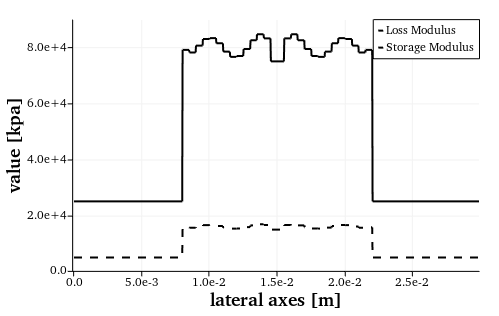 Loss Modulus
Storage Modulus
8.0e+4
6.0e+4
4.0e+4
2.0e+4
0.0
value [kpa]
0.0 5.0e-3 1.0e-2 1.5e-2 2.0e-2 2.5e-2
lateral axes [m]